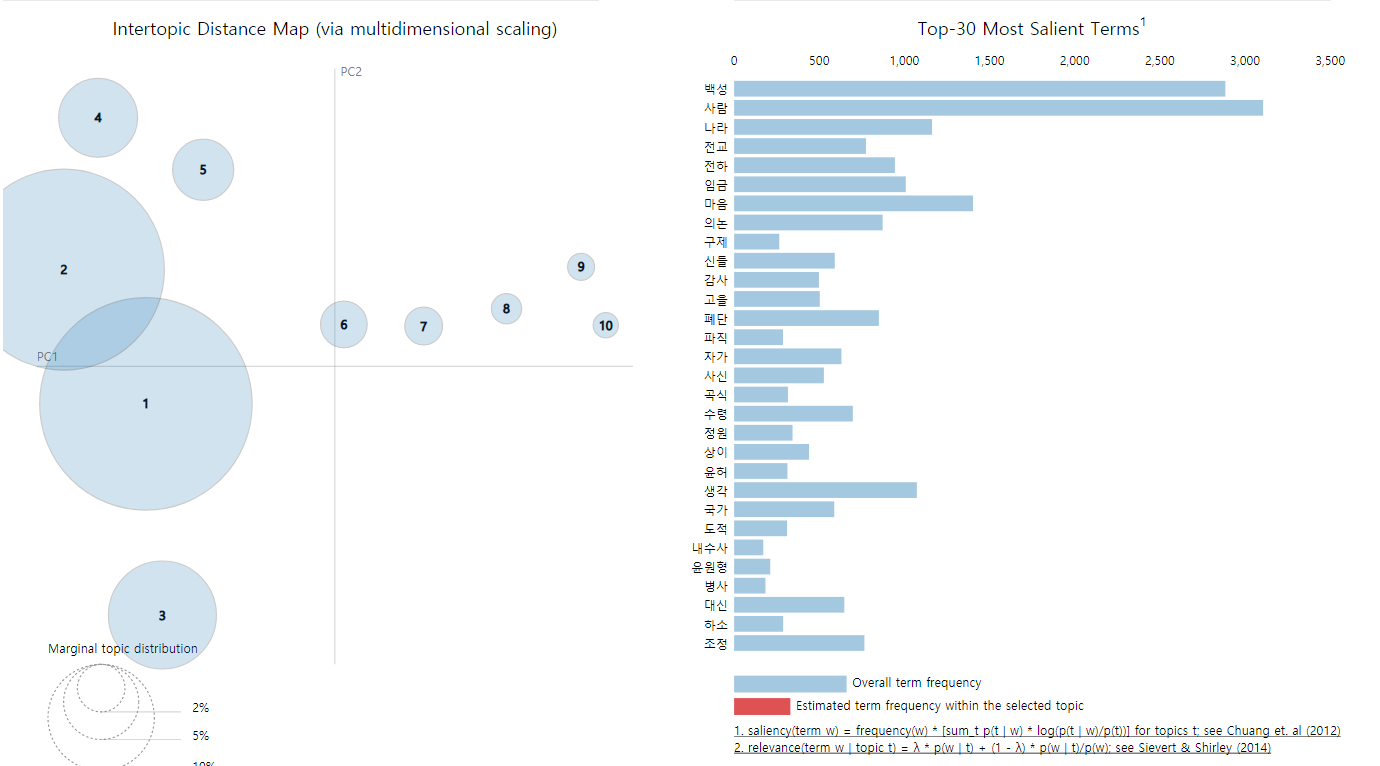 Intertopic Distance Map (via multidimensional scaling)
PC2
4
5
2
9
8
6
7
10
PC1
1
3
Marginal topic distribution
2%
5%
10%
Top-30 Most Salient Terms1
0 500 1,000 1,500 2,000 2,500 3,000 3,500
백성
사람
나라
전교
전하
임금
마음
의논
구제
신들
감사
고을
폐단
파직
자가
사신
곡식
수령
정원
상이
윤허
생각
국가
도적
내수사
윤원형
병사
대신
하소
조정
Overall term frequency
Estimated term frequency within the selected topic
1. saliency(term w) = frequency(w) * [sum_t p(t | w) * log(p(t | w)/p(t))] for topics t; see Chuang et. al (2012)
2. relevance(term w | topic t) = λ * p(w | t) + (1 - λ) * p(w | t)/p(w); see Sievert & Shirley (2014)